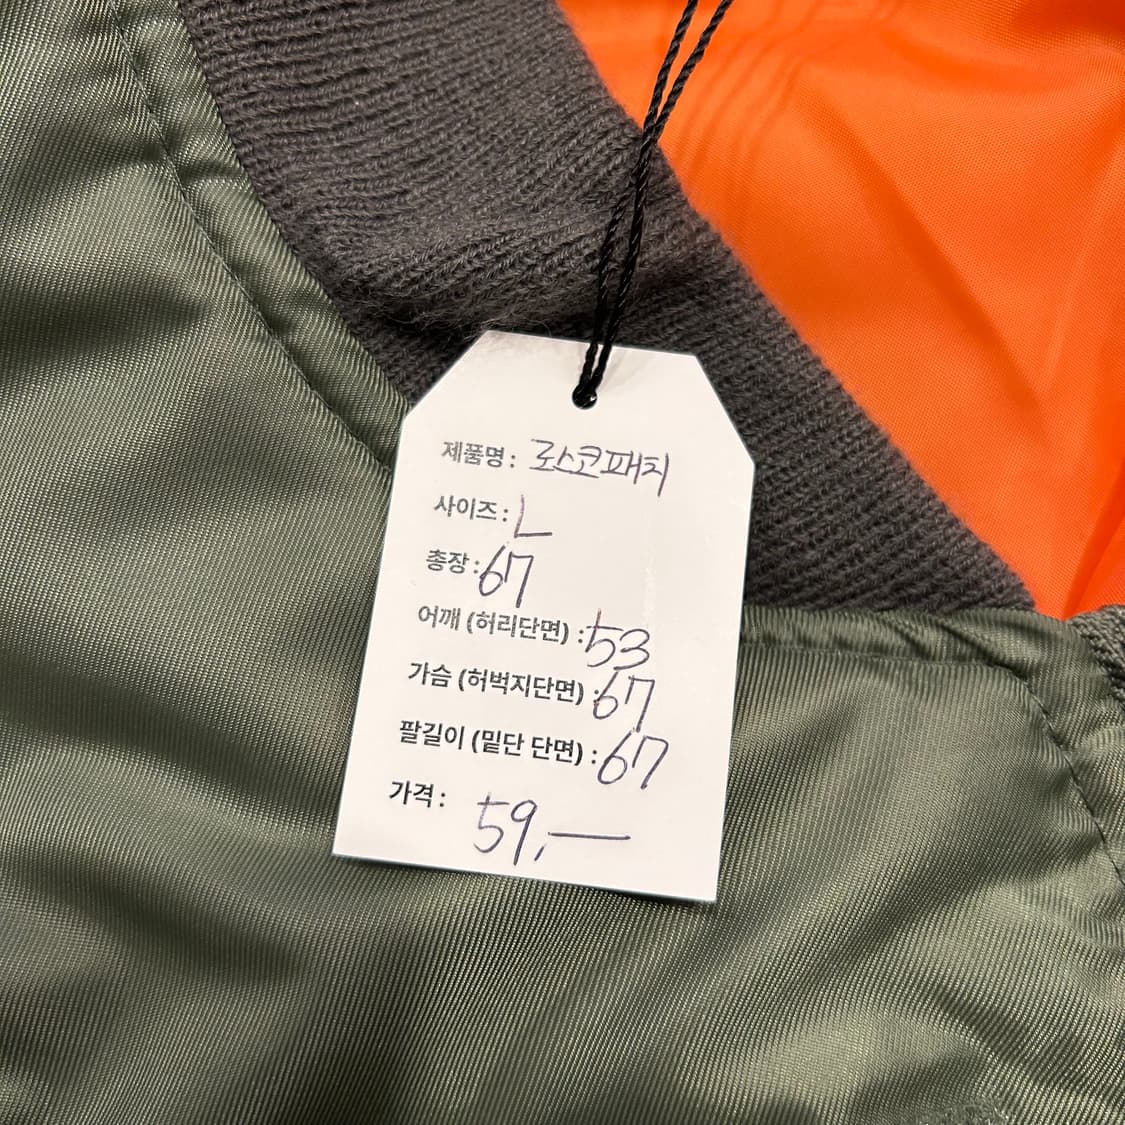 제품명: 로스코패치
사이즈: L
총장: 67
어깨 (허리단면) : 53
가슴 (허벅지단면) : 67
팔길이 (밑단 단면) : 67
가격: 59,—